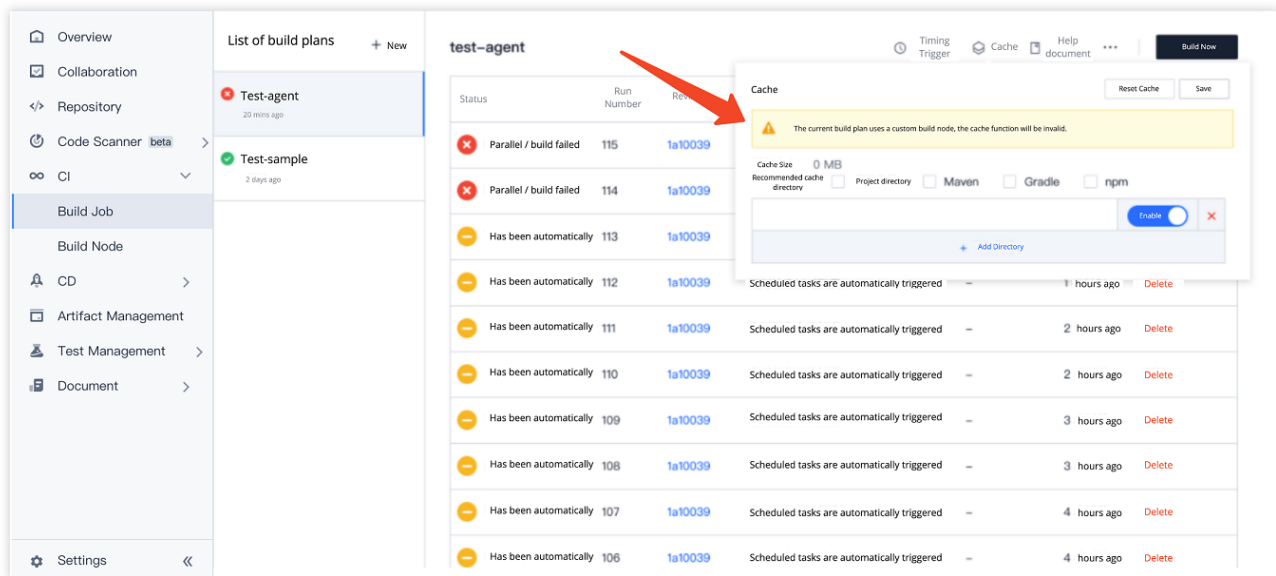 Overview
Collaboration
Repository
Code Scanner beta
CI
Build Job
Build Node
CD
Artifact Management
Test Management
Document
Settings
List of build plans
New
Test-agent
20 mins ago
Test-sample
2 days ago
test-agent
Timing
Trigger
Cache
Help
document
Build Now
Status
Run
Number
Cache
Reset Cache
Save
The current build plan uses a custom build node, the cache function will be invalid.
Cache Size 0 MB
Recommended cache
directory
Project directory
Maven
Gradle
npm
Enable
Add Directory
Parallel / build failed 115 1a10039
Parallel / build failed 114 1a10039
Has been automatically 113 1a10039
Has been automatically 112 1a10039 Scheduled tasks are automatically triggered – 1 hours ago Delete
Has been automatically 111 1a10039 Scheduled tasks are automatically triggered – 2 hours ago Delete
Has been automatically 110 1a10039 Scheduled tasks are automatically triggered – 2 hours ago Delete
Has been automatically 109 1a10039 Scheduled tasks are automatically triggered – 3 hours ago Delete
Has been automatically 108 1a10039 Scheduled tasks are automatically triggered – 3 hours ago Delete
Has been automatically 107 1a10039 Scheduled tasks are automatically triggered – 4 hours ago Delete
Has been automatically 106 1a10039 Scheduled tasks are automatically triggered – 4 hours ago Delete